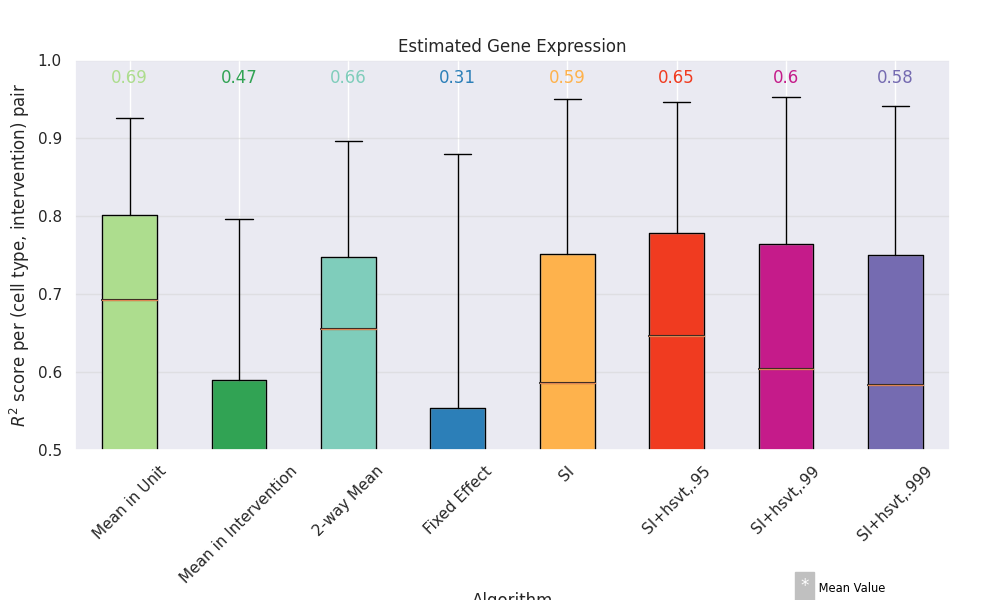 Estimated Gene Expression
1.0
0.9
0.8
0.7
0.6
0.5
R² score per (cell type, intervention) pair
0.69 0.47 0.66 0.31 0.59 0.65 0.6 0.58
Mean in Unit
Mean in Intervention
2-way Mean
Fixed Effect
SI
SI+hsvt,.95
SI+hsvt,.99
SI+hsvt,.999
Algorithm
* Mean Value